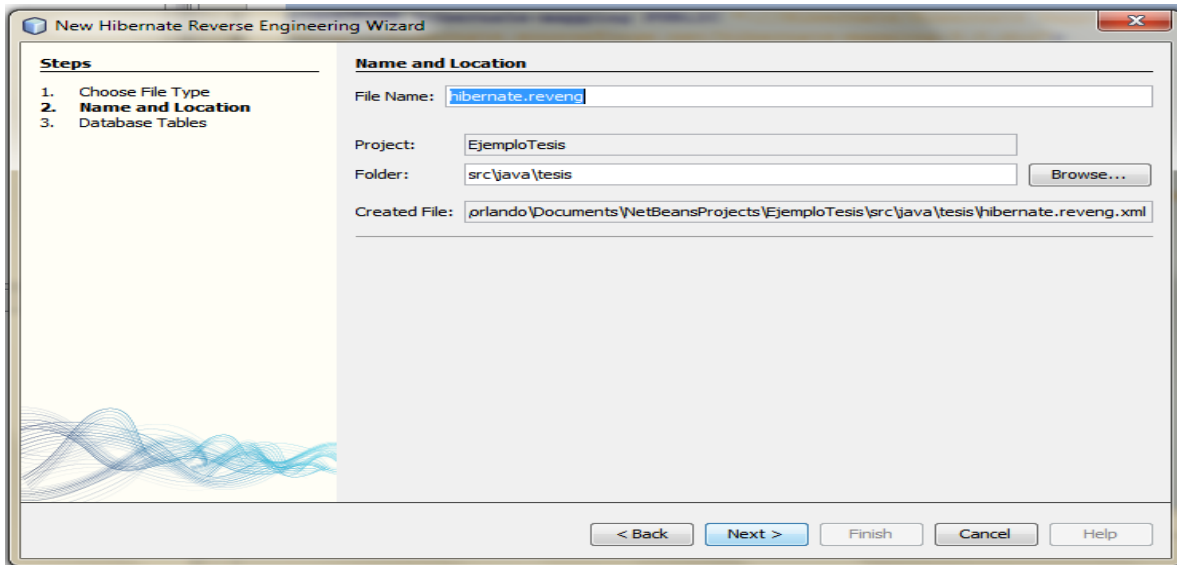 New Hibernate Reverse Engineering Wizard
Steps
1. Choose File Type
2. Name and Location
3. Database Tables
Name and Location
File Name: hibernate.reveng
Project: EjemploTesis
Folder: src\java\tesis Browse...
Created File: orlando\Documents\NetBeansProjects\EjemploTesis\src\java\tesis\hibernate.reveng.xml
< Back Next > Finish Cancel Help